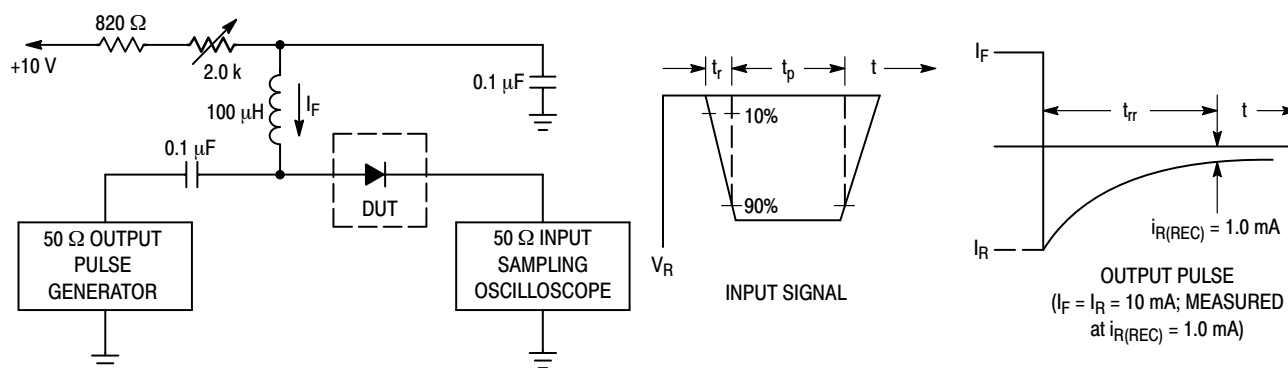 820 Ω
+10 V
2.0 k
100 μH
I_F
0.1 μF
0.1 μF
DUT
50 Ω OUTPUT
PULSE
GENERATOR
50 Ω INPUT
SAMPLING
OSCILLOSCOPE
t_r
t_p
t
10%
90%
V_R
INPUT SIGNAL
I_F
t_rr
t
i_R(REC) = 1.0 mA
I_R
OUTPUT PULSE
(I_F = I_R = 10 mA; MEASURED
at i_R(REC) = 1.0 mA)